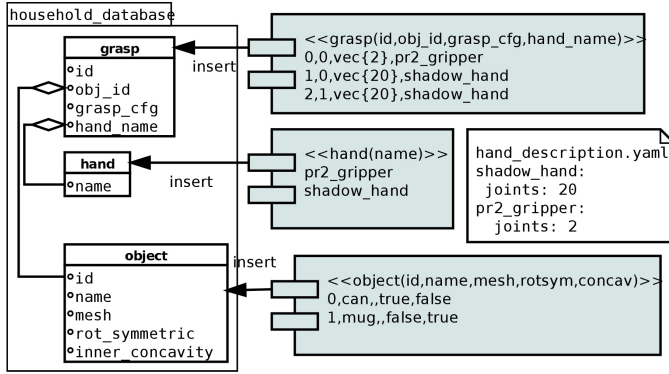 household_database
grasp
id
obj_id
grasp_cfg
hand_name
insert
<<grasp(id,obj_id,grasp_cfg,hand_name)>>
0,0,vec{2},pr2_gripper
1,0,vec{20},shadow_hand
2,1,vec{20},shadow_hand
hand
name
insert
<<hand(name)>>
pr2_gripper
shadow_hand
hand_description.yaml
shadow_hand:
joints: 20
pr2_gripper:
joints: 2
object
id
name
mesh
rot_symmetric
inner_concavity
insert
<<object(id,name,mesh,rotsym,concav)>>
0,can,,true,false
1,mug,,false,true